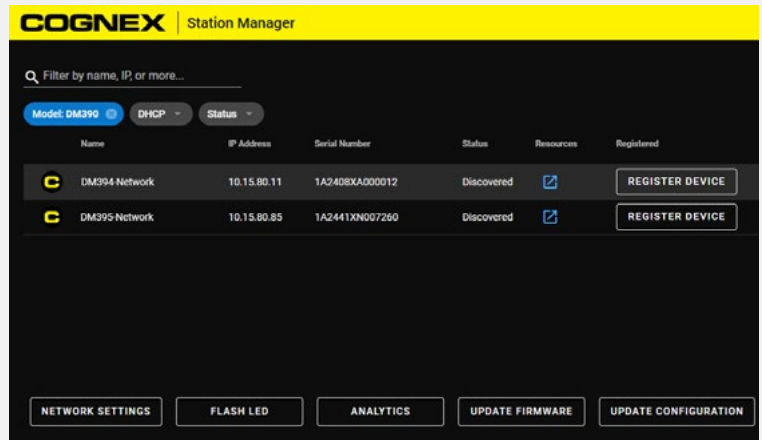 COGNEX Station Manager
Filter by name, IP, or more...
Model: DM390 DHCP Status
Name IP Address Serial Number Status Resources Registered
C DM394-Network 10.15.80.11 1A2408XA000012 Discovered REGISTER DEVICE
C DM395-Network 10.15.80.85 1A2441XN007260 Discovered REGISTER DEVICE
NETWORK SETTINGS FLASH LED ANALYTICS UPDATE FIRMWARE UPDATE CONFIGURATION